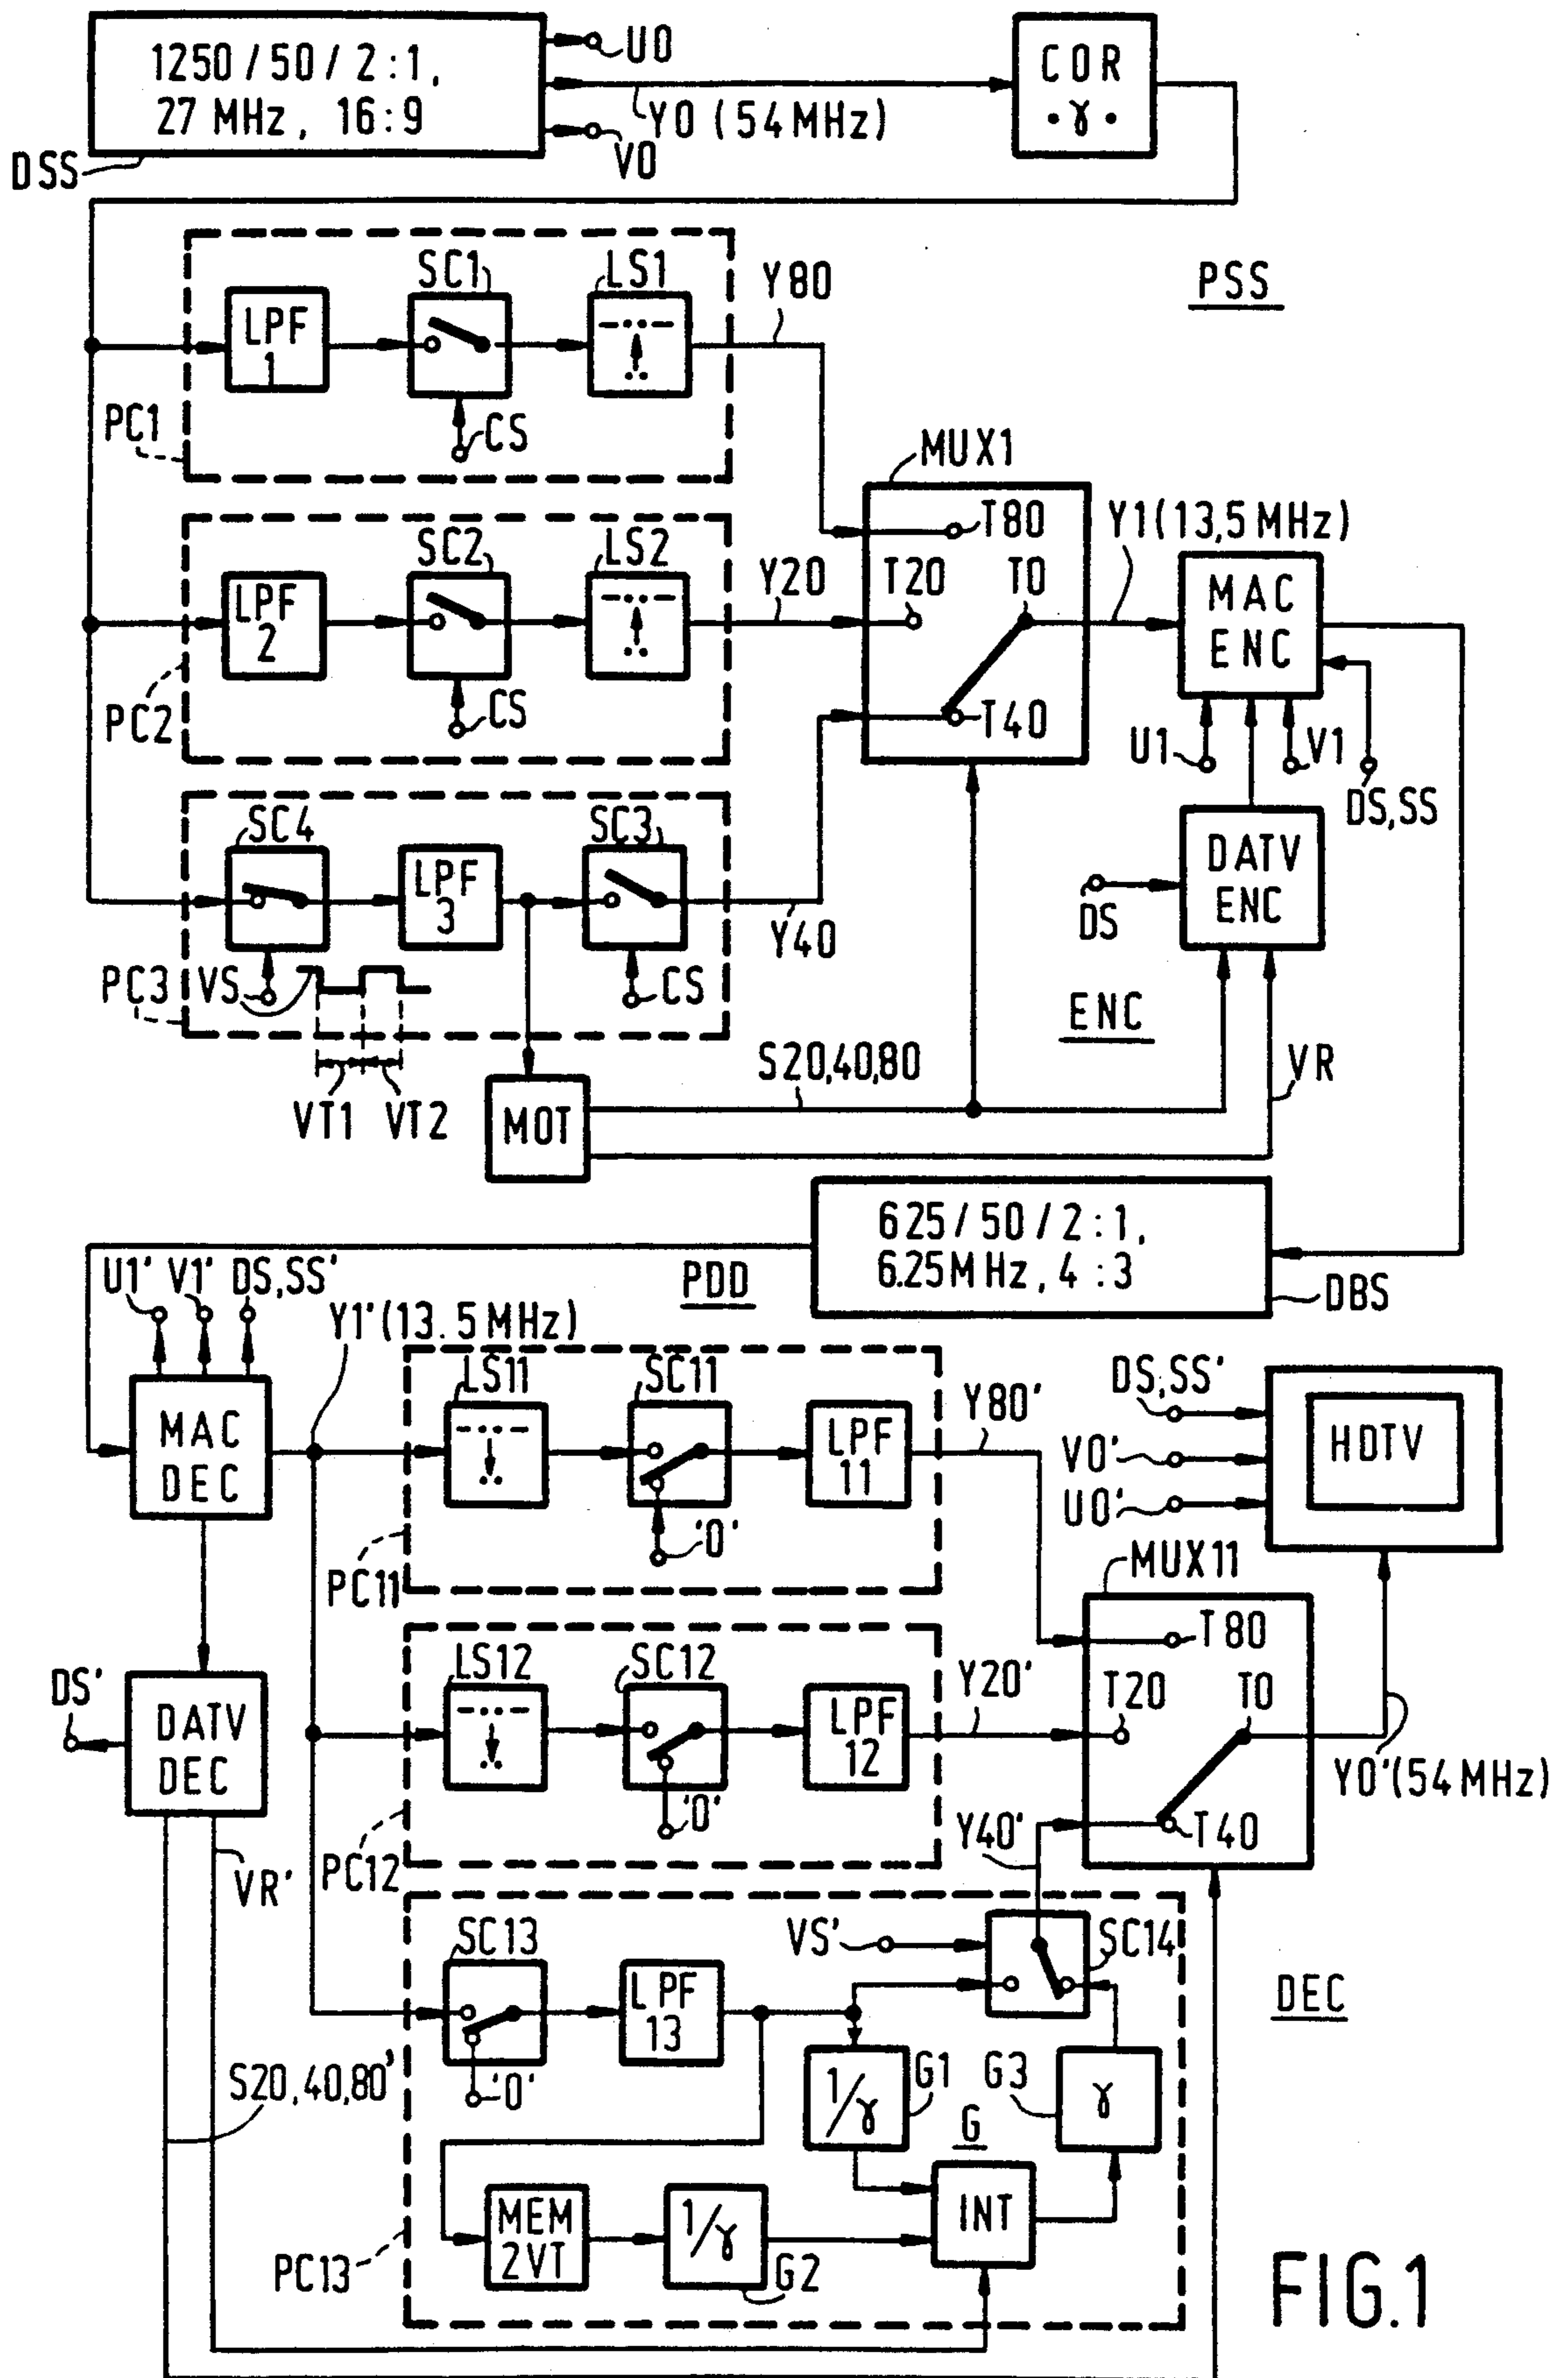 1250/50/2:1,
27 MHz, 16:9
DSS
U0
Y0 (54MHz)
V0
COR
·γ·
PSS
SC1
LS1
Y80
LPF
1
PC1
CS
MUX1
SC2
LS2
Y20
T80
T20
T0
Y1(13,5MHz)
MAC
ENC
LPF
2
PC2
CS
T40
U1
V1
DS,SS
SC4
SC3
LPF
3
Y40
DATV
ENC
DS
PC3
VS
CS
ENC
S20,40,80
VR
VT1
VT2
MOT
625/50/2:1,
6.25MHz, 4:3
DBS
U1'
V1'
DS,SS'
PDD
Y1'(13.5MHz)
LS11
SC11
Y80'
DS,SS'
V0'
U0'
HDTV
MAC
DEC
LPF
11
'0'
PC11
MUX11
LS12
SC12
Y20'
T80
T20
T0
DS'
DATV
DEC
LPF
12
'0'
Y0'(54MHz)
Y40'
T40
PC12
VR'
SC13
VS'
SC14
LPF
13
DEC
'0'
S20,40,80'
1/γ
G1
G3
γ
G
MEM
2VT
1/γ
G2
INT
PC13
FIG.1